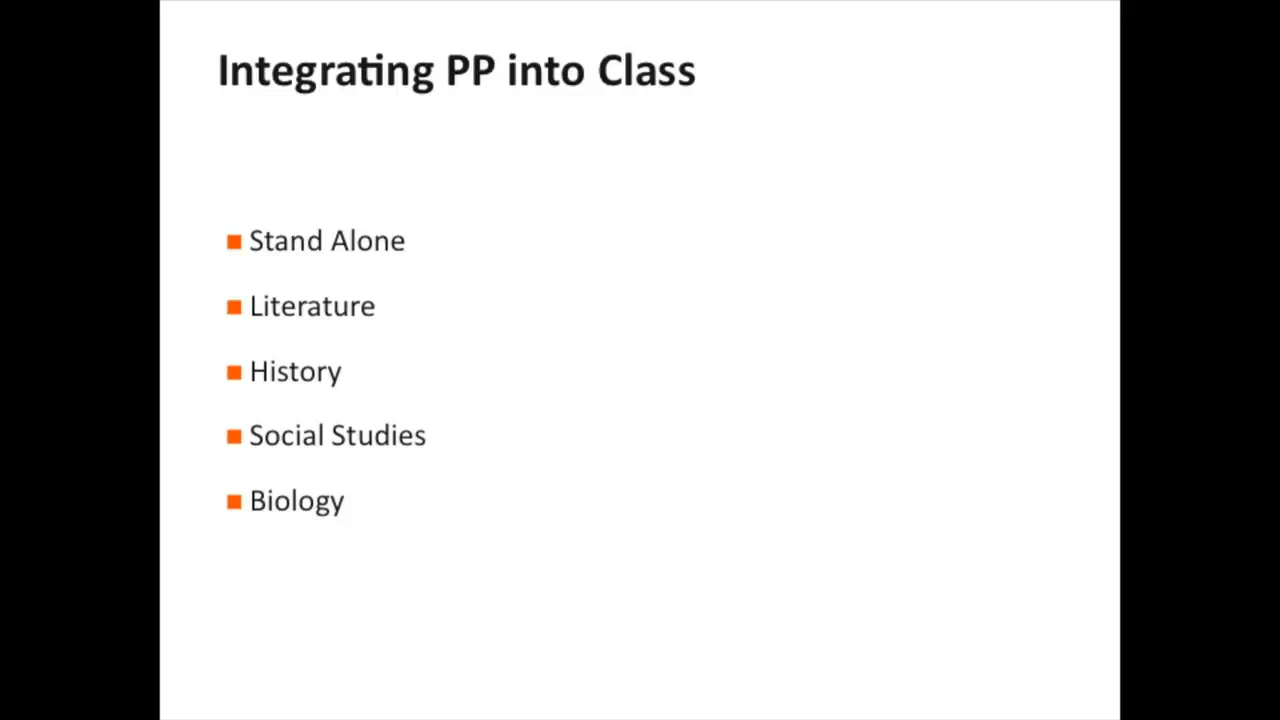 Integrating PP into Class
Stand Alone
Literature
History
Social Studies
Biology